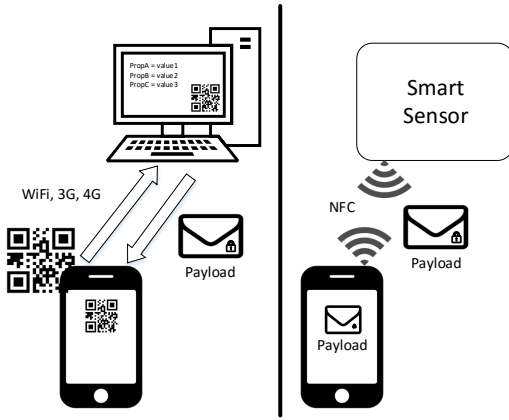 PropA = value1
PropB = value2
PropC = value3
WiFi, 3G, 4G
Payload
Smart
Sensor
NFC
Payload
Payload